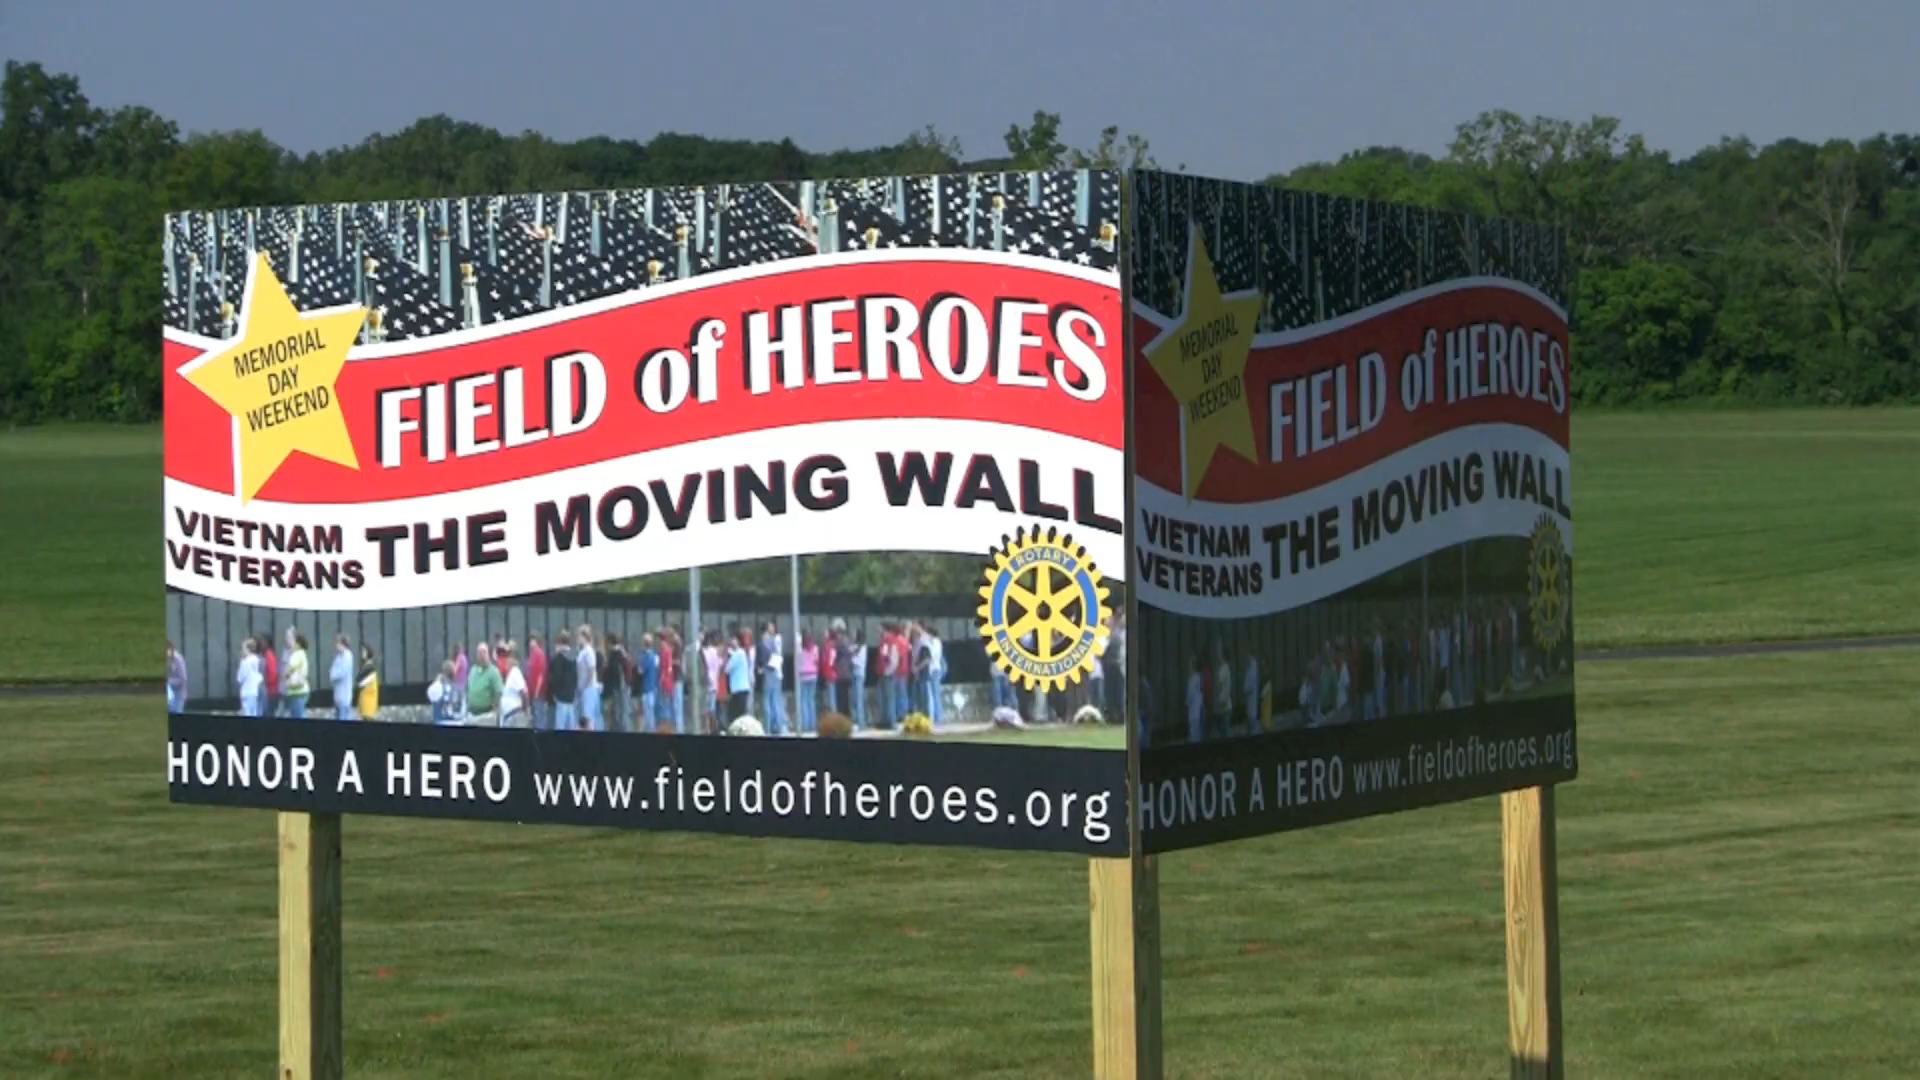 MEMORIAL
DAY
WEEKEND
FIELD of HEROES
VIETNAM
VETERANS
THE MOVING WALL
ROTARY
INTERNATIONAL
HONOR A HERO www.fieldofheroes.org
MEMORIAL
DAY
WEEKEND
FIELD of HEROES
VIETNAM
VETERANS
THE MOVING WALL
HONOR A HERO www.fieldofheroes.org